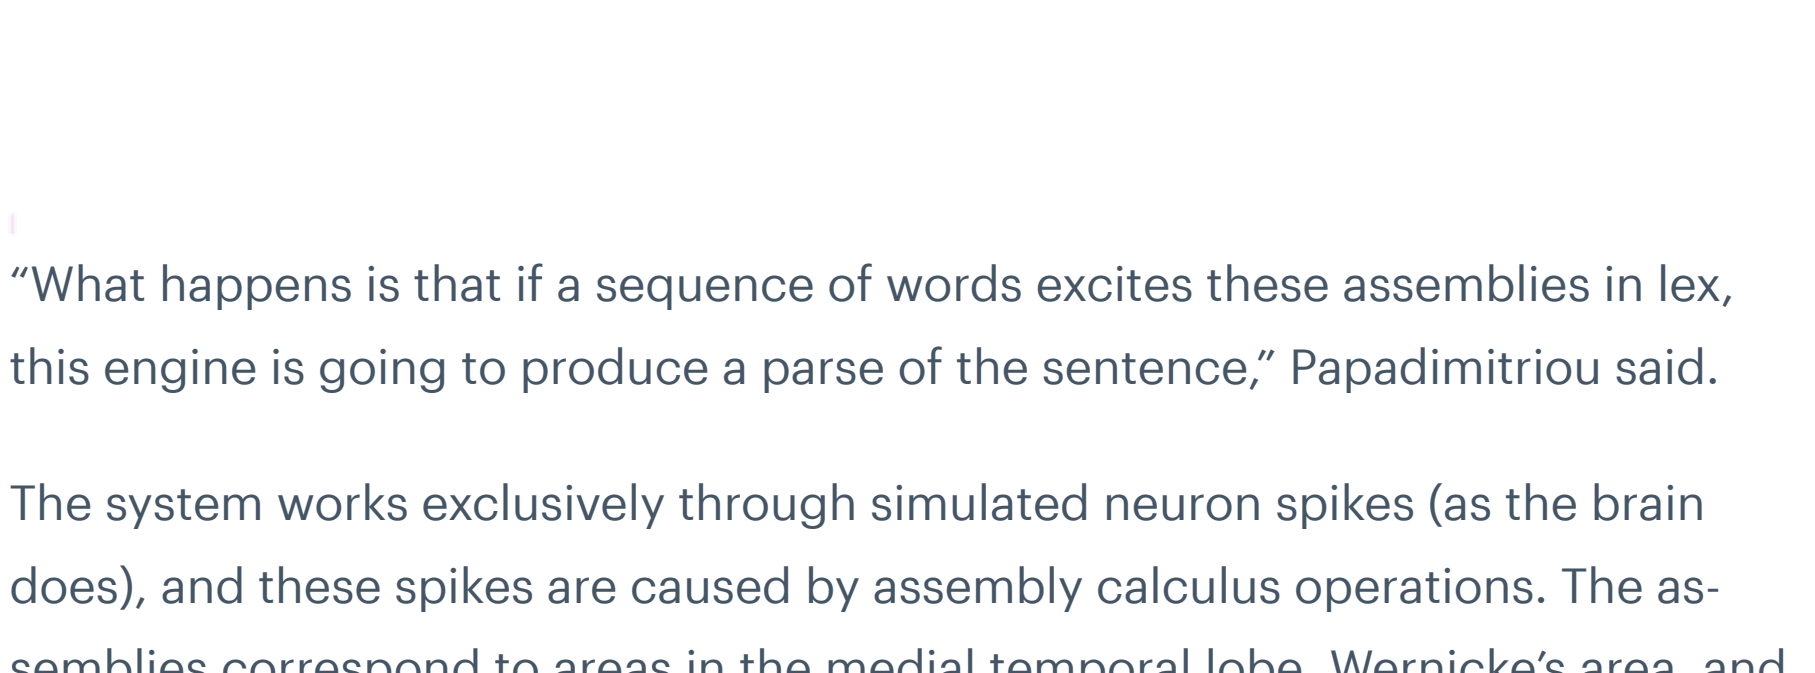 “What happens is that if a sequence of words excites these assemblies in lex,
this engine is going to produce a parse of the sentence,” Papadimitriou said.
The system works exclusively through simulated neuron spikes (as the brain
does), and these spikes are caused by assembly calculus operations. The as-
semblies correspond to areas in the medial temporal lobe, Wernicke’s area, and